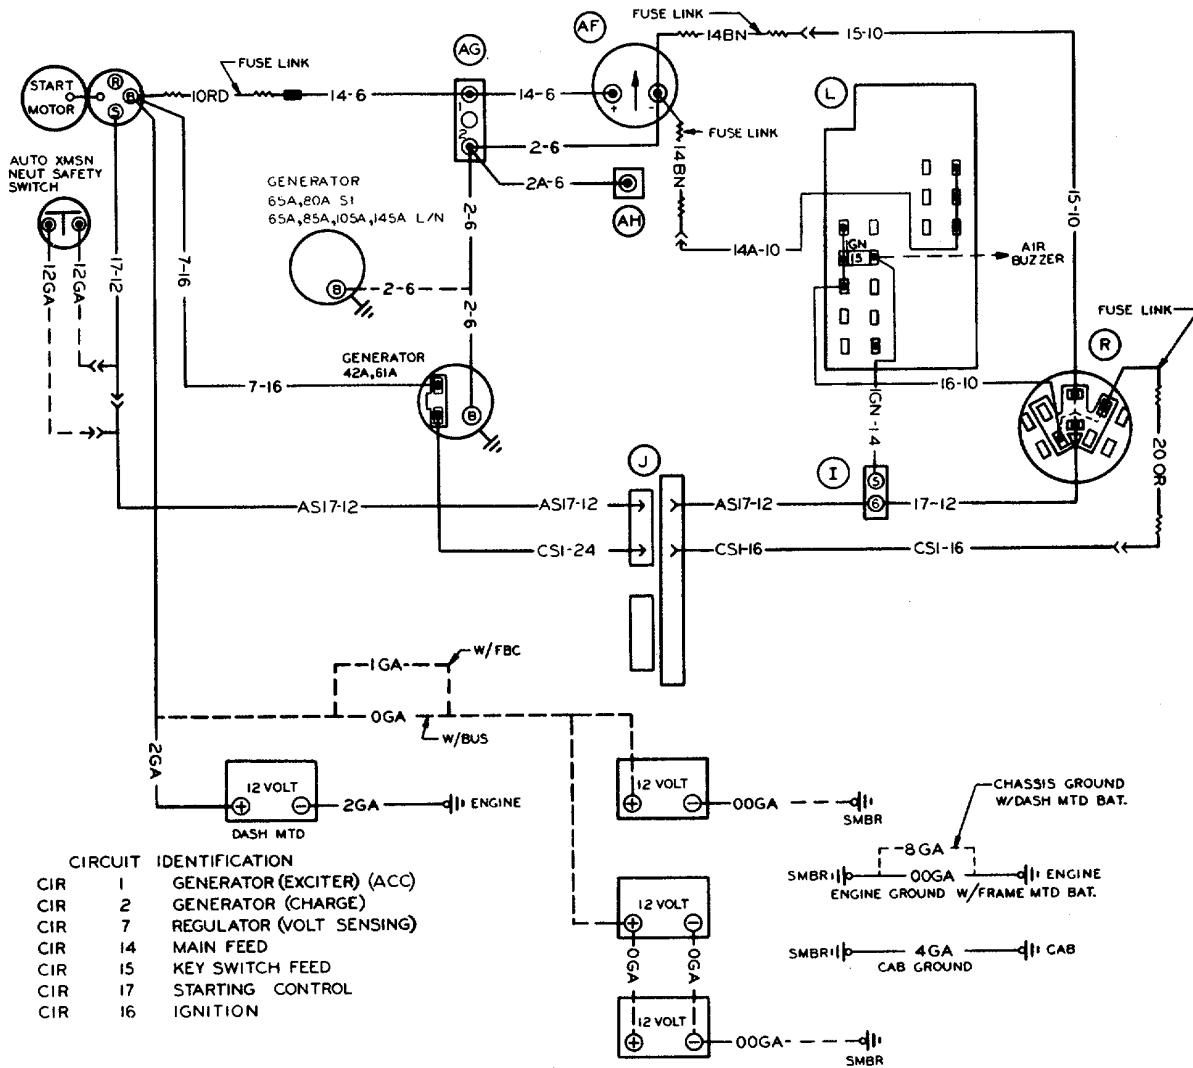 FUSE LINK
AF
14BN
15-10
AG
START
MOTOR
R
B
S
10RD
FUSE LINK
14-6
1
14-6
+
-
L
FUSE LINK
2
2-6
14BN
AUTO XMSN
NEUT SAFETY
SWITCH
GENERATOR
65A,80A SI
65A,85A,105A,145A L/N
2A-6
AH
2-6
15-10
12GA
12GA
17-12
7-16
14A-10
IGN
15
AIR
BUZZER
B
2-6
2-6
FUSE LINK
GENERATOR
42A,61A
R
7-16
B
16-10
IGN-14
20 OR
J
I
5
6
AS17-12
AS17-12
AS17-12
17-12
CS1-24
CS1-16
CS1-16
1GA
W/FBC
0GA
W/BUS
2GA
12 VOLT
+
-
2GA
ENGINE
DASH MTD
12 VOLT
+
-
00GA
SMBR
CHASSIS GROUND
W/DASH MTD BAT.
8 GA
SMBR
00GA
ENGINE
ENGINE GROUND W/FRAME MTD BAT.
12 VOLT
+
-
0GA
0GA
SMBR
4GA
CAB
CAB GROUND
12 VOLT
+
-
00GA
SMBR
CIRCUIT IDENTIFICATION
CIR 1 GENERATOR (EXCITER) (ACC)
CIR 2 GENERATOR (CHARGE)
CIR 7 REGULATOR (VOLT SENSING)
CIR 14 MAIN FEED
CIR 15 KEY SWITCH FEED
CIR 17 STARTING CONTROL
CIR 16 IGNITION